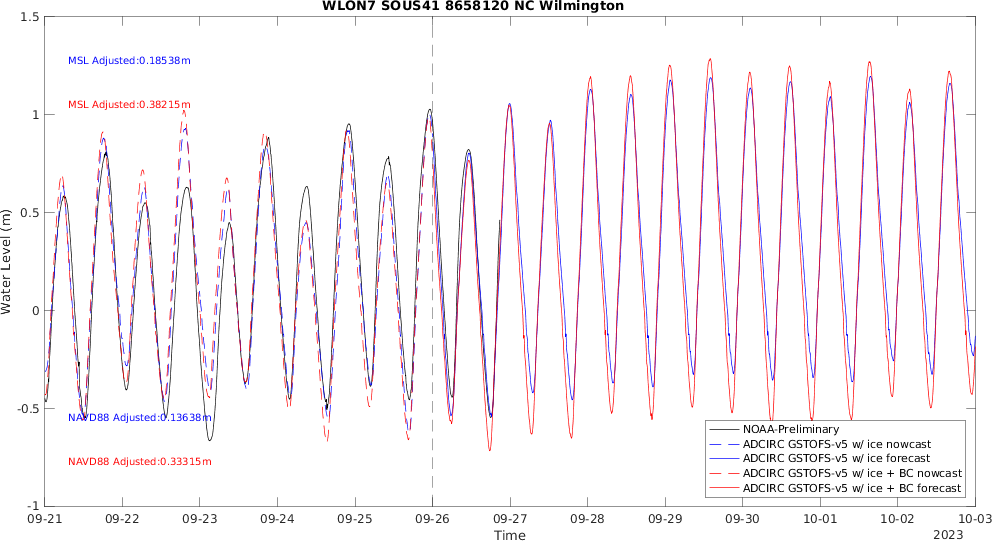 WLON7 SOUS41 8658120 NC Wilmington
1.5
MSL Adjusted:0.18538m
MSL Adjusted:0.38215m
1
0.5
Water Level (m)
0
-0.5
NAVD88 Adjusted:0.13638m
NAVD88 Adjusted:0.33315m
NOAA-Preliminary
ADCIRC GSTOFS-v5 w/ ice nowcast
ADCIRC GSTOFS-v5 w/ ice forecast
ADCIRC GSTOFS-v5 w/ ice + BC nowcast
ADCIRC GSTOFS-v5 w/ ice + BC forecast
-1
09-21 09-22 09-23 09-24 09-25 09-26 09-27 09-28 09-29 09-30 10-01 10-02 10-03
Time
2023